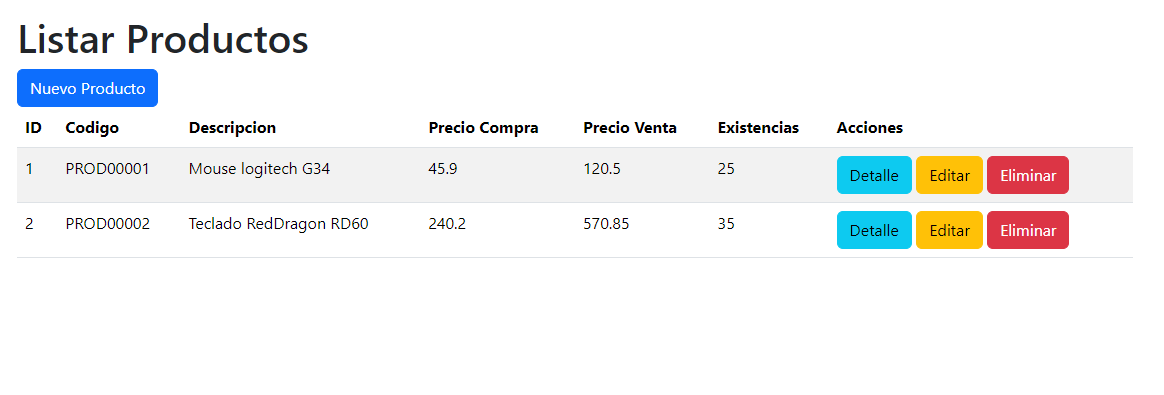 Listar Productos
Nuevo Producto
ID Codigo Descripcion Precio Compra Precio Venta Existencias Acciones
1 PROD00001 Mouse logitech G34 45.9 120.5 25 Detalle Editar Eliminar
2 PROD00002 Teclado RedDragon RD60 240.2 570.85 35 Detalle Editar Eliminar